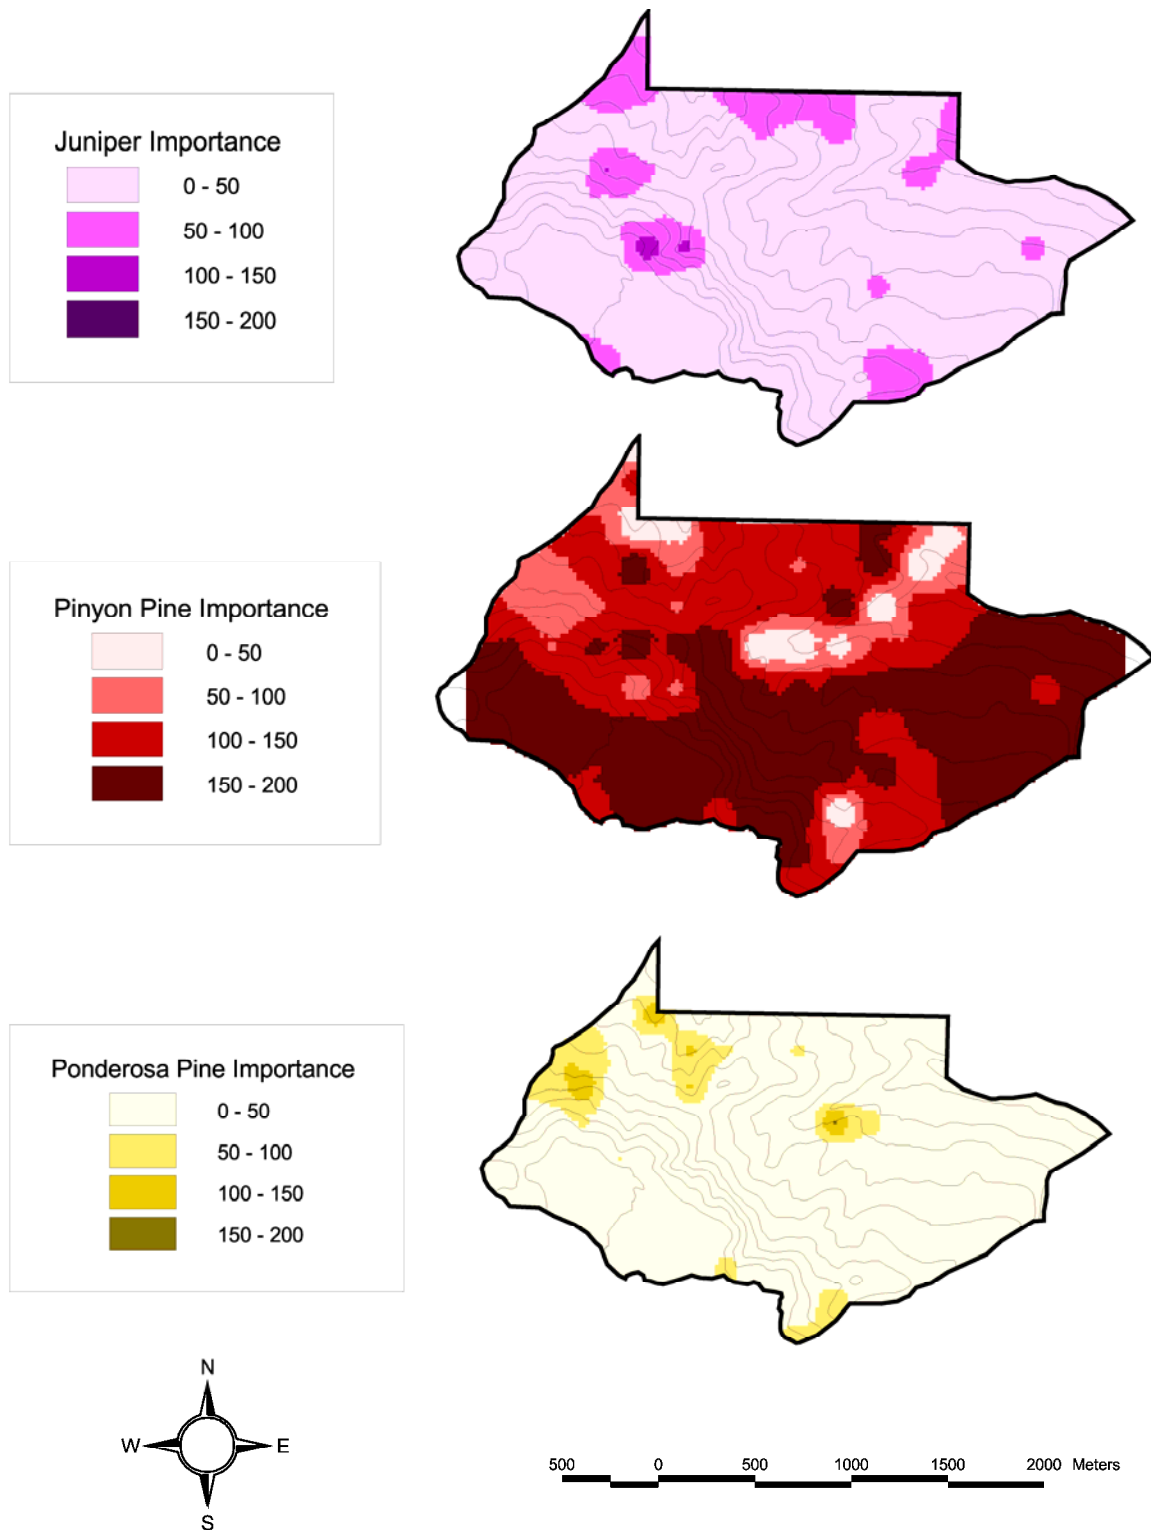 Juniper Importance
0 - 50
50 - 100
100 - 150
150 - 200
Pinyon Pine Importance
0 - 50
50 - 100
100 - 150
150 - 200
Ponderosa Pine Importance
0 - 50
50 - 100
100 - 150
150 - 200
N
W E
S
500 0 500 1000 1500 2000 Meters